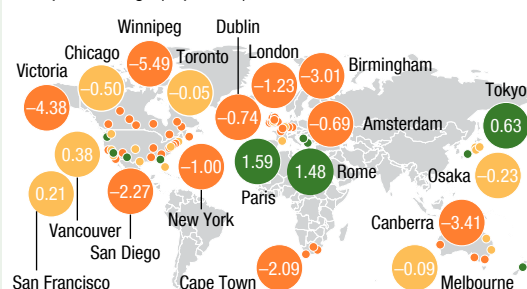 Winnipeg
Dublin
Chicago
−5.49
Toronto
London
Birmingham
Victoria
−0.50
−0.05
−1.23
−3.01
Tokyo
−4.38
−0.74
−0.69
Amsterdam
0.63
0.38
−1.00
1.59
1.48
Rome
Osaka
−0.23
0.21
−2.27
Paris
Vancouver
New York
Canberra
−3.41
San Diego
San Francisco
Cape Town
−2.09
−0.09
Melbourne